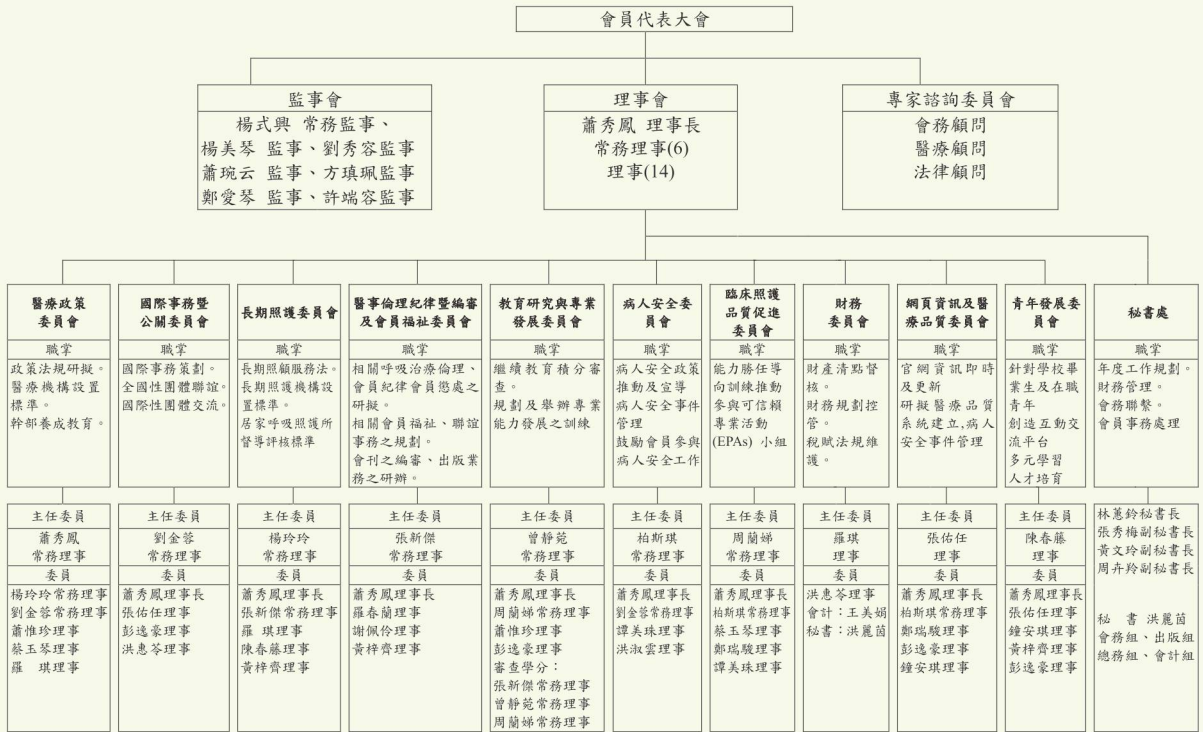 會員代表大會
監事會
楊式興 常務監事、
楊美琴 監事、劉秀容監事
蕭琬云 監事、方瑱珮監事
鄭愛琴 監事、許端容監事
理事會
蕭秀鳳 理事長
常務理事(6)
理事(14)
專家諮詢委員會
會務顧問
醫療顧問
法律顧問
醫療政策
委員會
職掌
政策法規研擬。
醫療機構設置
標準。
幹部養成教育。
主任委員
蕭秀鳳
常務理事
委員
楊玲玲常務理事
劉金蓉常務理事
蕭惟珍理事
蔡玉琴理事
羅 琪理事
國際事務暨
公關委員會
職掌
國際事務策劃。
全國性團體聯誼。
國際性團體交流。
主任委員
劉金蓉
常務理事
委員
蕭秀鳳理事長
張佑任理事
彭逸豪理事
洪惠苓理事
長期照護委員會
職掌
長期照顧服務法。
長期照護機構設
置標準。
居家呼吸照護所
督導評核標準
主任委員
楊玲玲
常務理事
委員
蕭秀鳳理事長
張新傑常務理事
羅 琪理事
陳春藤理事
黃梓齊理事
醫事倫理紀律暨編審
及會員福祉委員會
職掌
相關呼吸治療倫理、
會員紀律會員懲處之
研擬。
相關會員福祉、聯誼
事務之規劃。
會刊之編審、出版業
務之研辦。
主任委員
張新傑
常務理事
委員
蕭秀鳳理事長
羅春蘭理事
謝佩伶理事
黃梓齊理事
教育研究與專業
發展委員會
職掌
繼續教育積分審
查。
規劃及舉辦專業
能力發展之訓練
主任委員
曾靜菀
常務理事
委員
蕭秀鳳理事長
周蘭娣常務理事
蕭惟珍理事
彭逸豪理事
審查學分：
張新傑常務理事
曾靜菀常務理事
周蘭娣常務理事
病人安全委
員會
職掌
病人安全政策
推動及宣導
病人安全事件
管理
鼓勵會員參與
病人安全工作
主任委員
柏斯琪
常務理事
委員
蕭秀鳳理事長
劉金蓉常務理事
譚美珠理事
洪淑雲理事
臨床照護
品質促進
委員會
職掌
能力勝任導
向訓練推動
參與可信賴
專業活動
(EPAs) 小組
主任委員
周蘭娣
常務理事
委員
蕭秀鳳理事長
柏斯琪常務理事
蔡玉琴理事
鄭瑞駿理事
譚美珠理事
財務
委員會
職掌
財產清點督
核。
財務規劃控
管。
稅賦法規維
護。
主任委員
羅琪
理事
委員
洪惠苓理事
會計：王美娟
秘書：洪麗茵
網頁資訊及醫
療品質委員會
職掌
官網資訊即時
及更新
研擬醫療品質
系統建立,病人
安全事件管理
主任委員
張佑任
理事
委員
蕭秀鳳理事長
柏斯琪常務理事
鄭瑞駿理事
彭逸豪理事
鐘安琪理事
青年發展委
員會
職掌
針對學校畢
業生及在職
青年
創造互動交
流平台
多元學習
人才培育
主任委員
陳春藤
理事
委員
蕭秀鳳理事長
張佑任理事
鐘安琪理事
黃梓齊理事
彭逸豪理事
秘書處
職掌
年度工作規劃。
財務管理。
會務聯繫。
會員事務處理
林蕙鈴秘書長
張秀梅副秘書長
黃文玲副秘書長
周卉羚副秘書長
秘 書 洪麗茵
會務組、出版組
總務組、會計組